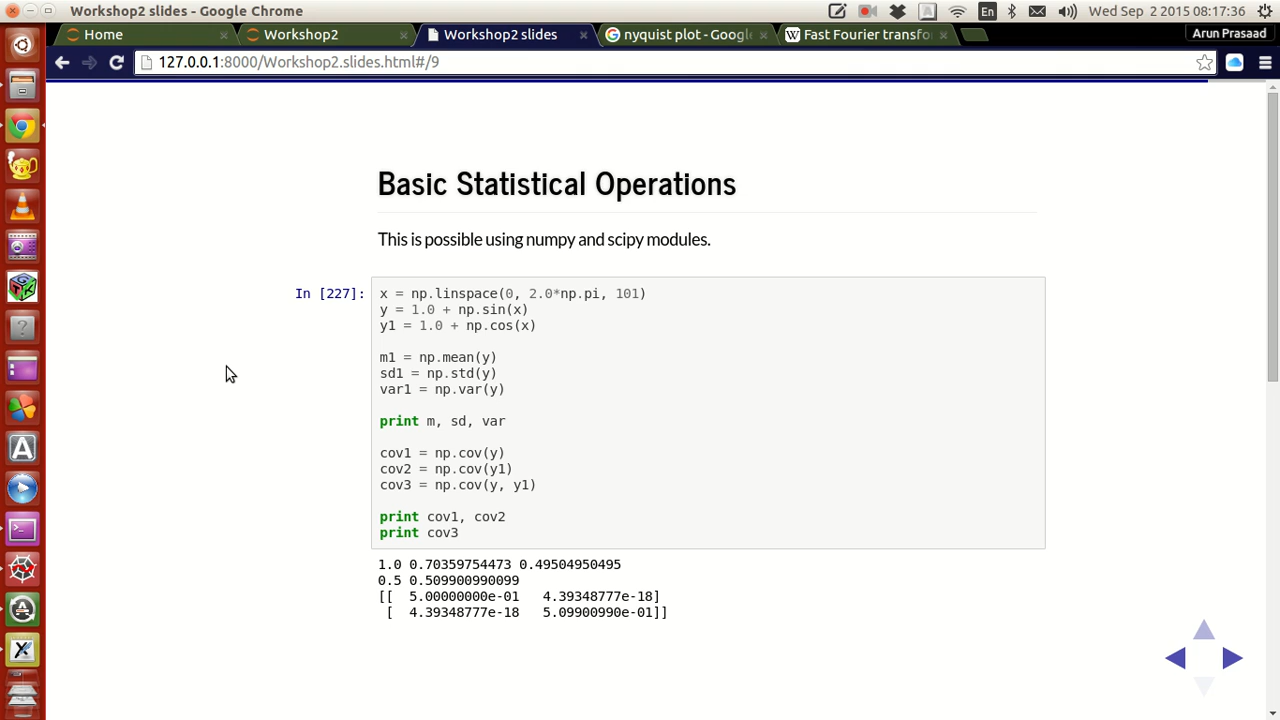 Workshop2 slides - Google Chrome
En
Wed Sep 2 2015 08:17:36
Home
Workshop2
Workshop2 slides
nyquist plot - Google
Fast Fourier transfo
Arun Prasaad
127.0.0.1:8000/Workshop2.slides.html#/9
Basic Statistical Operations
This is possible using numpy and scipy modules.
In [227]:
x = np.linspace(0, 2.0*np.pi, 101)
y = 1.0 + np.sin(x)
y1 = 1.0 + np.cos(x)
m1 = np.mean(y)
sd1 = np.std(y)
var1 = np.var(y)
print m, sd, var
cov1 = np.cov(y)
cov2 = np.cov(y1)
cov3 = np.cov(y, y1)
print cov1, cov2
print cov3
1.0 0.70359754473 0.49504950495
0.5 0.509900990099
[[ 5.00000000e-01 4.39348777e-18]
[ 4.39348777e-18 5.09900990e-01]]